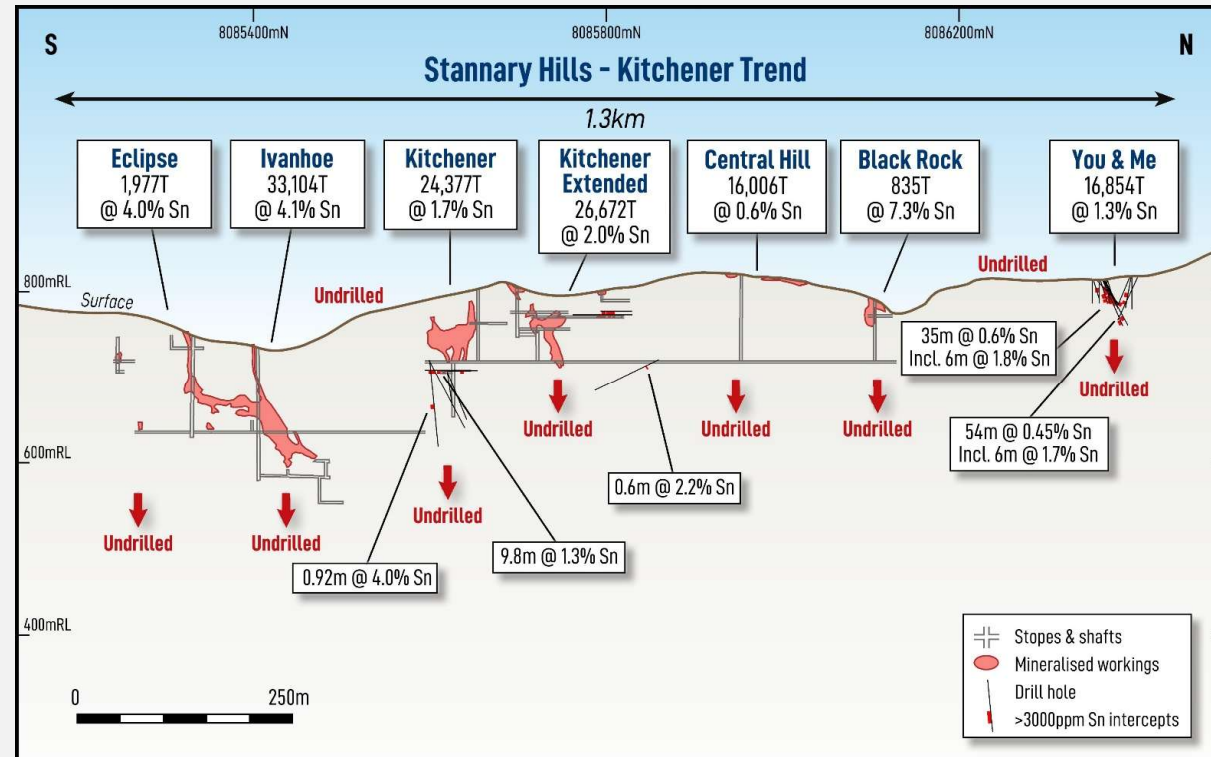 S
8085400mN
8085800mN
8086200mN
N
Stannary Hills - Kitchener Trend
1.3km
Eclipse
1,977T
@ 4.0% Sn
Ivanhoe
33,104T
@ 4.1% Sn
Kitchener
24,377T
@ 1.7% Sn
Kitchener
Extended
26,672T
@ 2.0% Sn
Central Hill
16,006T
@ 0.6% Sn
Black Rock
835T
@ 7.3% Sn
You & Me
16,854T
@ 1.3% Sn
800mRL
Surface
Undrilled
Undrilled
35m @ 0.6% Sn
Incl. 6m @ 1.8% Sn
Undrilled
Undrilled
Undrilled
Undrilled
54m @ 0.45% Sn
Incl. 6m @ 1.7% Sn
600mRL
0.6m @ 2.2% Sn
Undrilled
Undrilled
Undrilled
9.8m @ 1.3% Sn
0.92m @ 4.0% Sn
400mRL
0
250m
Stopes & shafts
Mineralised workings
Drill hole
>3000ppm Sn intercepts